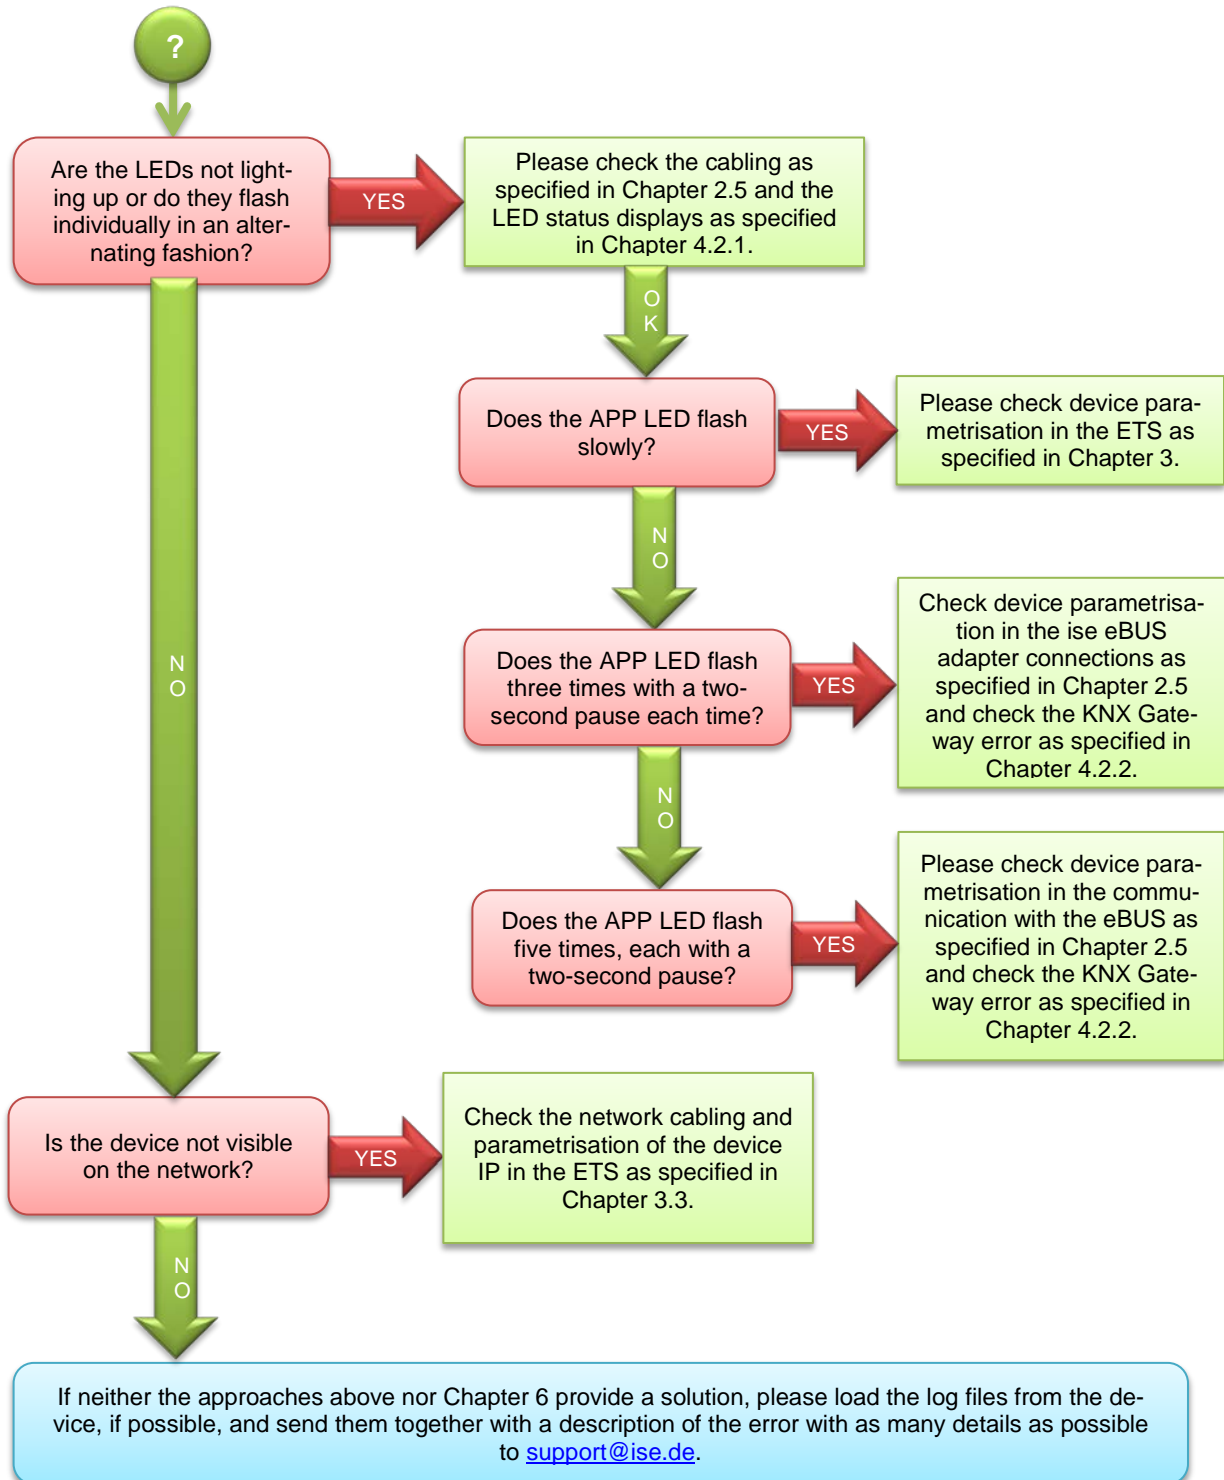 ?
Are the LEDs not light-
ing up or do they flash
individually in an alter-
nating fashion?
YES
Please check the cabling as
specified in Chapter 2.5 and the
LED status displays as specified
in Chapter 4.2.1.
O
K
Does the APP LED flash
slowly?
YES
Please check device para-
metrisation in the ETS as
specified in Chapter 3.
N
O
Does the APP LED flash
three times with a two-
second pause each time?
YES
Check device parametrisa-
tion in the ise eBUS
adapter connections as
specified in Chapter 2.5
and check the KNX Gate-
way error as specified in
Chapter 4.2.2.
N
O
N
O
Does the APP LED flash
five times, each with a
two-second pause?
YES
Please check device para-
metrisation in the commu-
nication with the eBUS as
specified in Chapter 2.5
and check the KNX Gate-
way error as specified in
Chapter 4.2.2.
Is the device not visible
on the network?
YES
Check the network cabling and
parametrisation of the device
IP in the ETS as specified in
Chapter 3.3.
N
O
If neither the approaches above nor Chapter 6 provide a solution, please load the log files from the de-
vice, if possible, and send them together with a description of the error with as many details as possible
to support@ise.de.